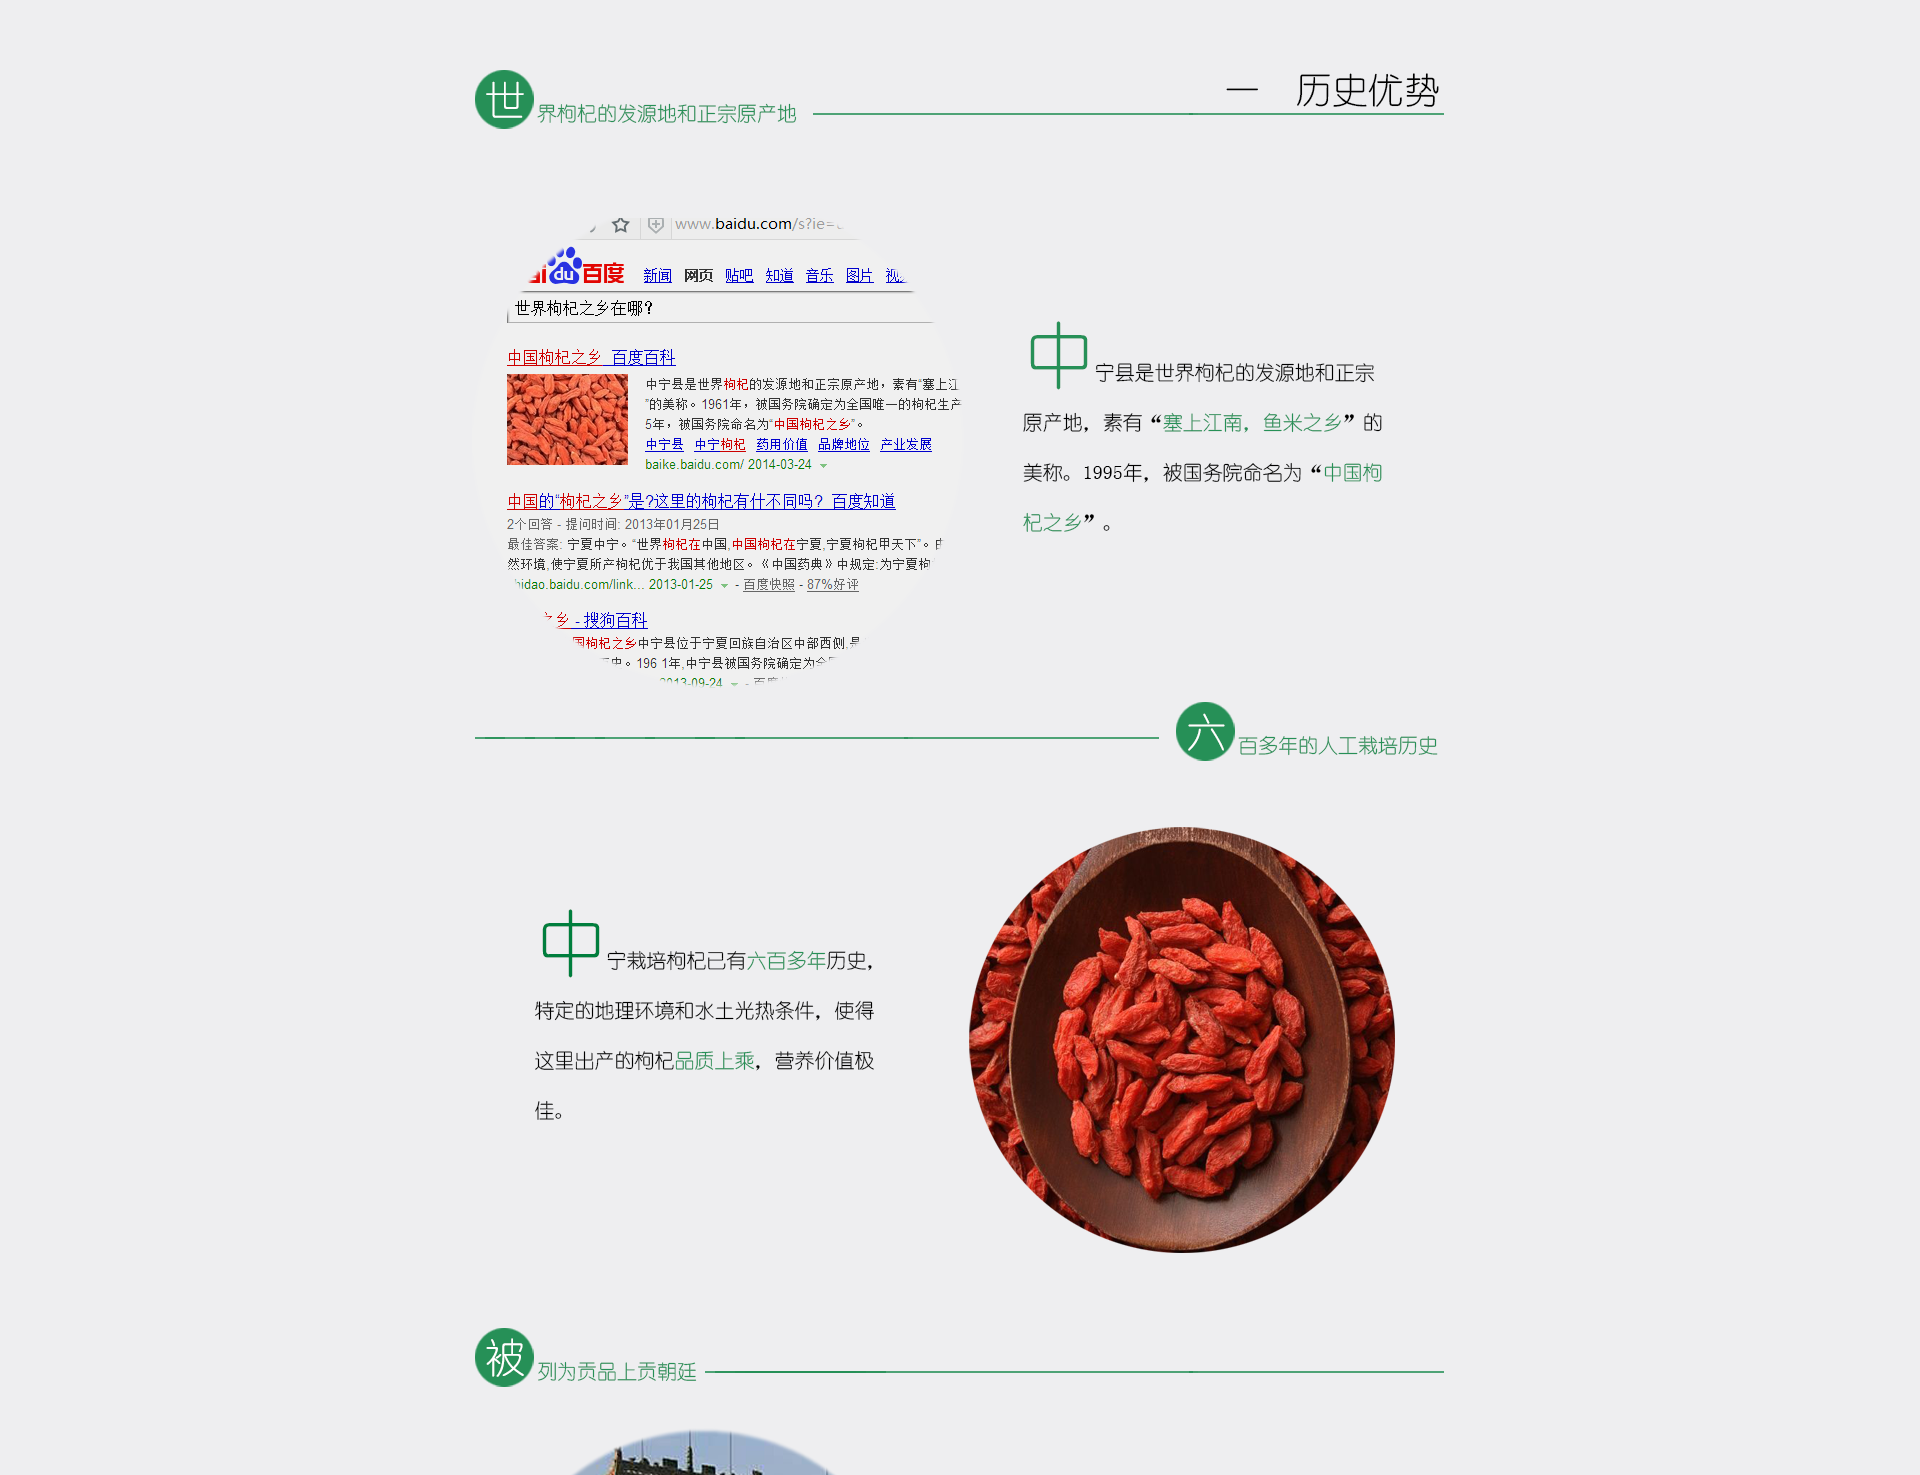 世界枸杞的发源地和正宗原产地
一 历史优势
www.baidu.com/s?ie=
du百度 新闻 网页 贴吧 知道 音乐 图片 视
世界枸杞之乡在哪?
中国枸杞之乡_百度百科
中宁县是世界枸杞的发源地和正宗原产地，素有“塞上江
”的美称。1961年，被国务院确定为全国唯一的枸杞生产
5年，被国务院命名为“中国枸杞之乡”。
中宁县 中宁枸杞 药用价值 品牌地位 产业发展
baike.baidu.com/ 2014-03-24
中国的“枸杞之乡”是?这里的枸杞有什不同吗？百度知道
2个回答 - 提问时间: 2013年01月25日
最佳答案: 宁夏中宁。“世界枸杞在中国,中国枸杞在宁夏,宁夏枸杞甲天下”。
然环境,使宁夏所产枸杞优于我国其他地区。《中国药典》中规定:为宁夏枸
idao.baidu.com/link... 2013-01-25 - 百度快照 - 87%好评
之乡 - 搜狗百科
国枸杞之乡中宁县位于宁夏回族自治区中部西侧,是
。196 1年,中宁县被国务院确定为全国
2013-09-24 - 百度
中宁县是世界枸杞的发源地和正宗
原产地，素有“塞上江南，鱼米之乡”的
美称。1995年，被国务院命名为“中国枸
杞之乡”。
六百多年的人工栽培历史
中宁栽培枸杞已有六百多年历史，
特定的地理环境和水土光热条件，使得
这里出产的枸杞品质上乘，营养价值极
佳。
被列为贡品上贡朝廷